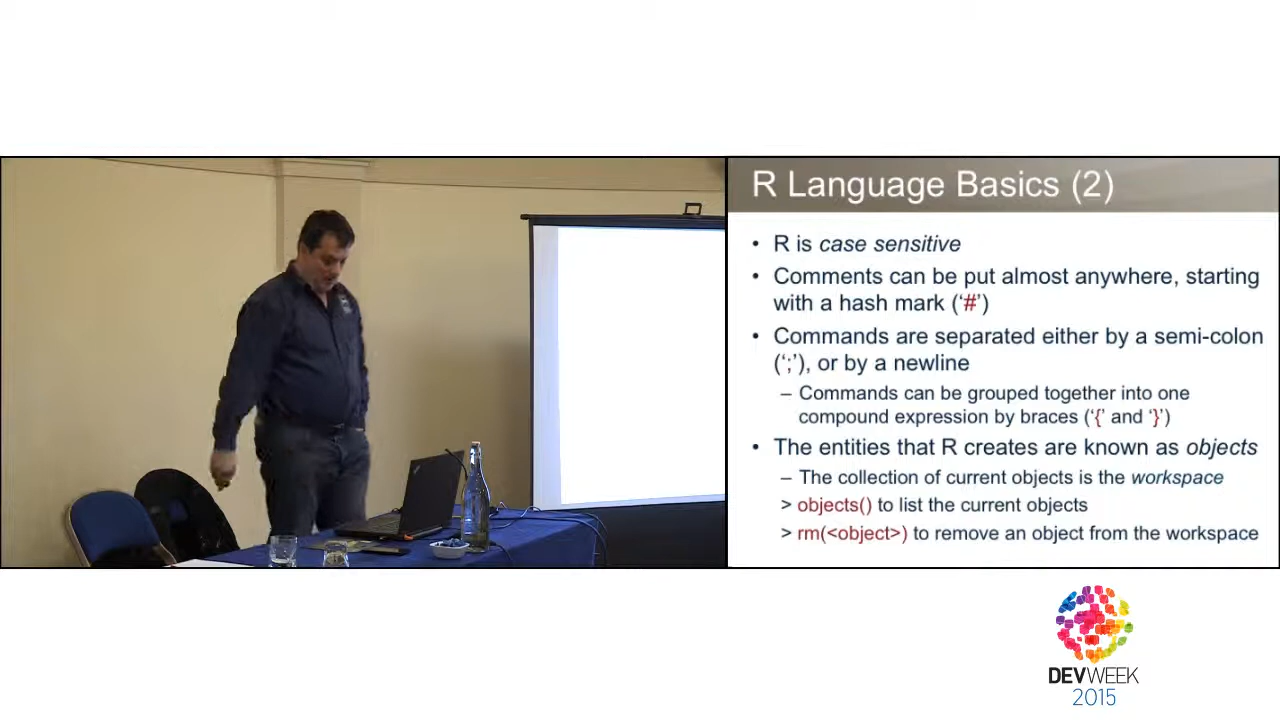 R Language Basics (2)
• R is case sensitive
• Comments can be put almost anywhere, starting
with a hash mark (‘#’)
• Commands are separated either by a semi-colon
(‘;’), or by a newline
– Commands can be grouped together into one
compound expression by braces (‘{’ and ‘}’)
• The entities that R creates are known as objects
– The collection of current objects is the workspace
> objects() to list the current objects
> rm(<object>) to remove an object from the workspace
DEVWEEK
2015